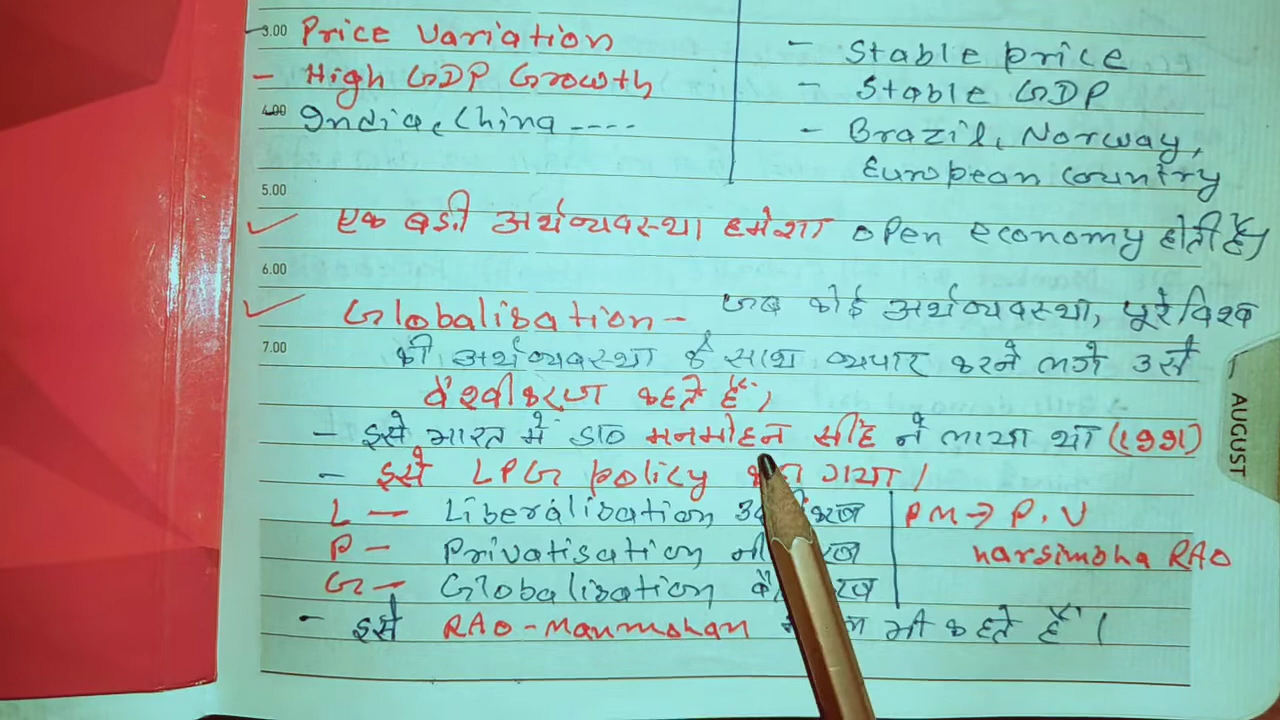 3.00 Price Variation
- High GDP Growth
4.00 India, China ----
- Stable price
- Stable GDP
- Brazil, Norway,
European country
5.00
✓ एक बड़ी अर्थव्यवस्था हमेशा open economy होती है।
6.00
✓ Globalisation - जब कोई अर्थव्यवस्था, पूरे विश्व
7.00 की अर्थव्यवस्था के साथ व्यपार करने लगे उसे
वैश्वीकरण कहते हैं।
- इसे भारत में डा० मनमोहन सींह ने लाया था (1991)
- इसे LPG policy गया।
L - Liberalisation
P - Privatisation
G - Globalisation
PM → P. V
narsimbha RAO
- इसे RAO-Manmohan भी कहते हैं।
AUGUST